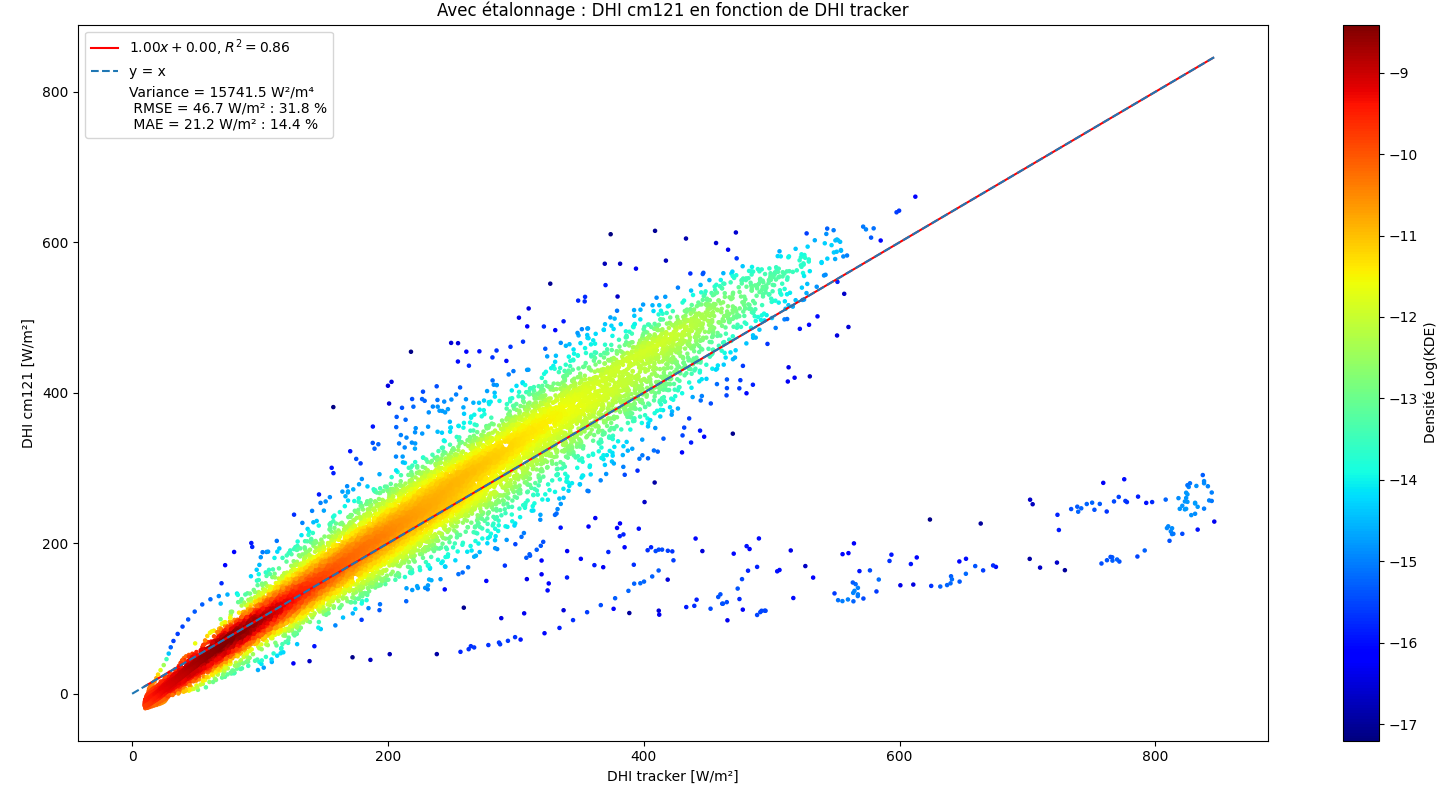 Avec étalonnage : DHI cm121 en fonction de DHI tracker
1.00x + 0.00, R² = 0.86
y = x
Variance = 15741.5 W²/m⁴
RMSE = 46.7 W/m² : 31.8 %
MAE = 21.2 W/m² : 14.4 %
800
600
400
200
0
DHI cm121 [W/m²]
0 200 400 600 800
DHI tracker [W/m²]
−9
−10
−11
−12
−13
−14
−15
−16
−17
Densité Log(KDE)